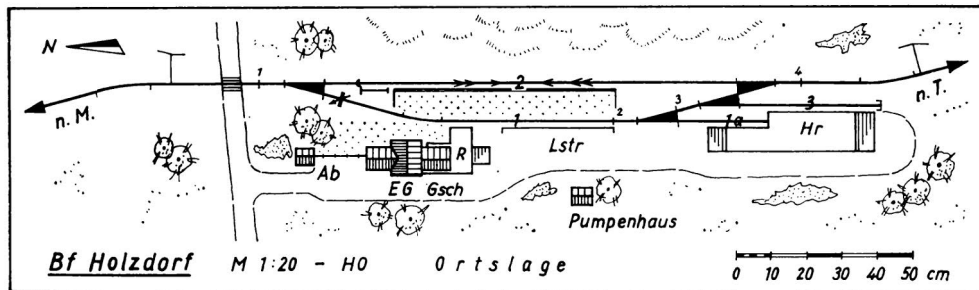 N
1 2 4
n. M. n. T.
3 3
1 2 1a
Lstr Hr
R
Ab
EG Gsch
Pumpenhaus
Bf Holzdorf M 1:20 - H0 Ortslage
0 10 20 30 40 50 cm